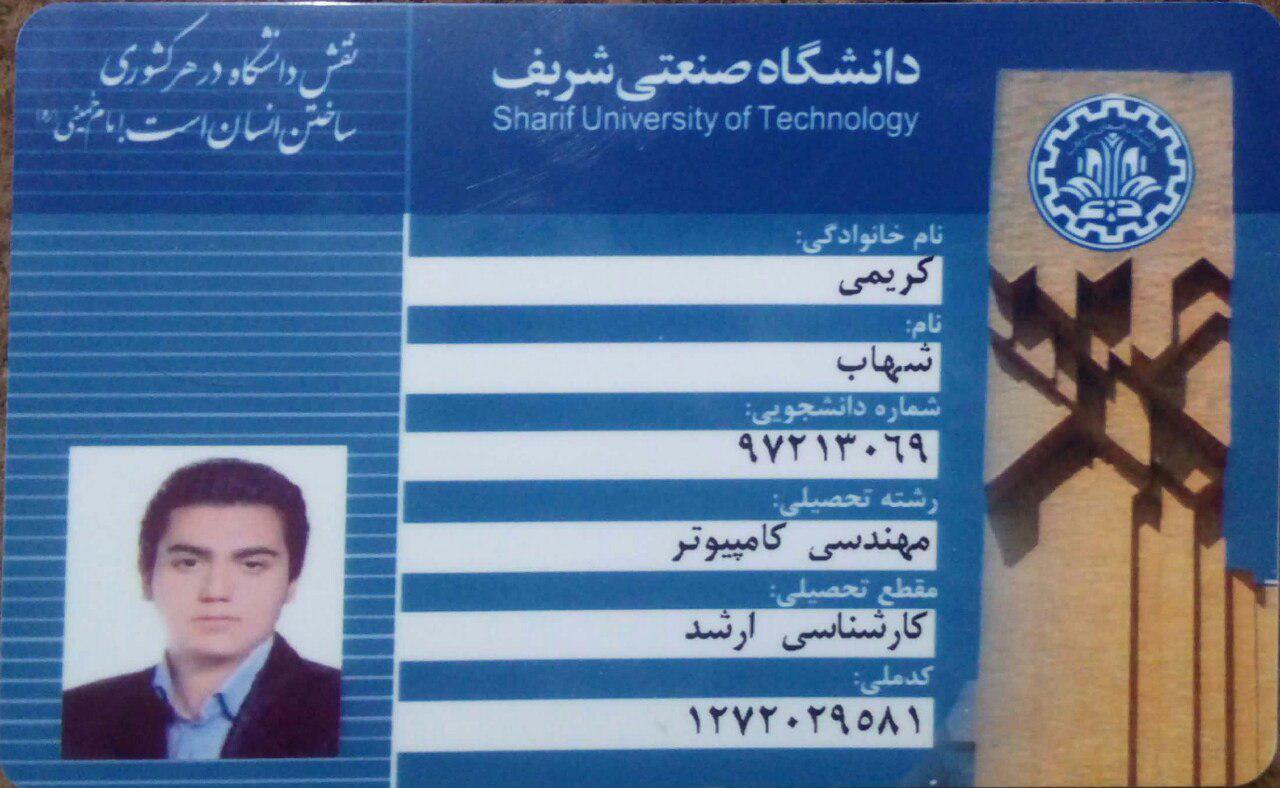 نقش دانشگاه در هر کشوری
ساختن انسان است. امام خمینی (ره)
دانشگاه صنعتی شریف
Sharif University of Technology
نام خانوادگی:
کریمی
نام:
شهاب
شماره دانشجویی:
۹۷۲۱۳۰۶۹
رشته تحصیلی:
مهندسی کامپیوتر
مقطع تحصیلی:
کارشناسی ارشد
کدملی:
۱۲۷۲۰۲۹۵۸۱